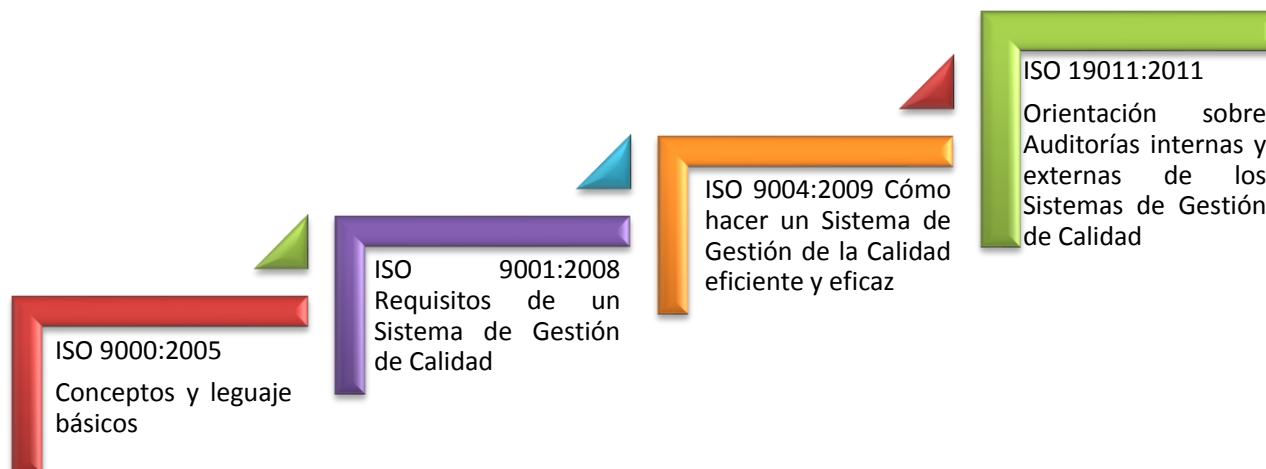 ISO 9000:2005
Conceptos y leguaje
básicos
ISO 9001:2008
Requisitos de un
Sistema de Gestión
de Calidad
ISO 9004:2009 Cómo
hacer un Sistema de
Gestión de la Calidad
eficiente y eficaz
ISO 19011:2011
Orientación sobre
Auditorías internas y
externas de los
Sistemas de Gestión
de Calidad